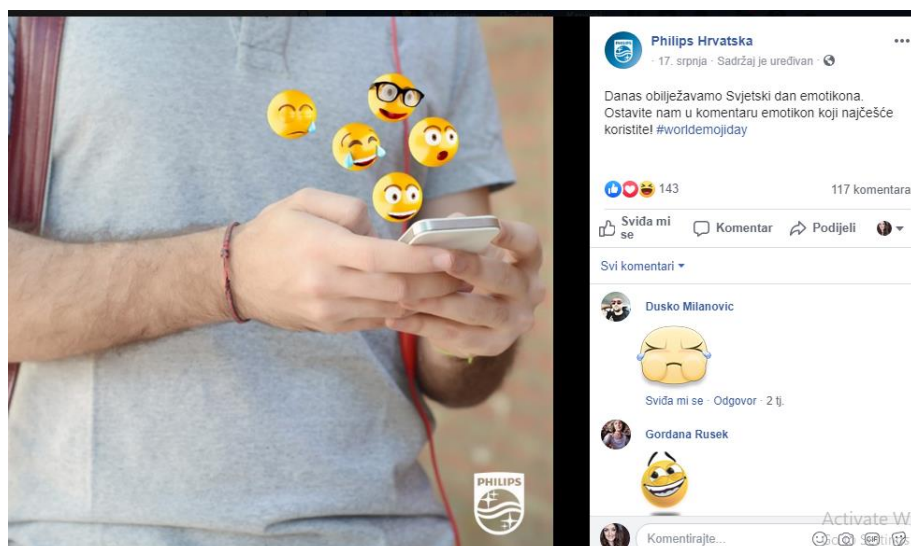 Philips Hrvatska
17. srpnja · Sadržaj je uređivan ·
Danas obilježavamo Svjetski dan emotikona.
Ostavite nam u komentaru emotikon koji najčešće
koristite! #worldemojiday
143
117 komentara
Sviđa mi se
Komentar
Podijeli
Svi komentari
Dusko Milanovic
Sviđa mi se · Odgovor · 2 tj.
Gordana Rusek
PHILIPS
Komentirajte...
Activate W
GIF